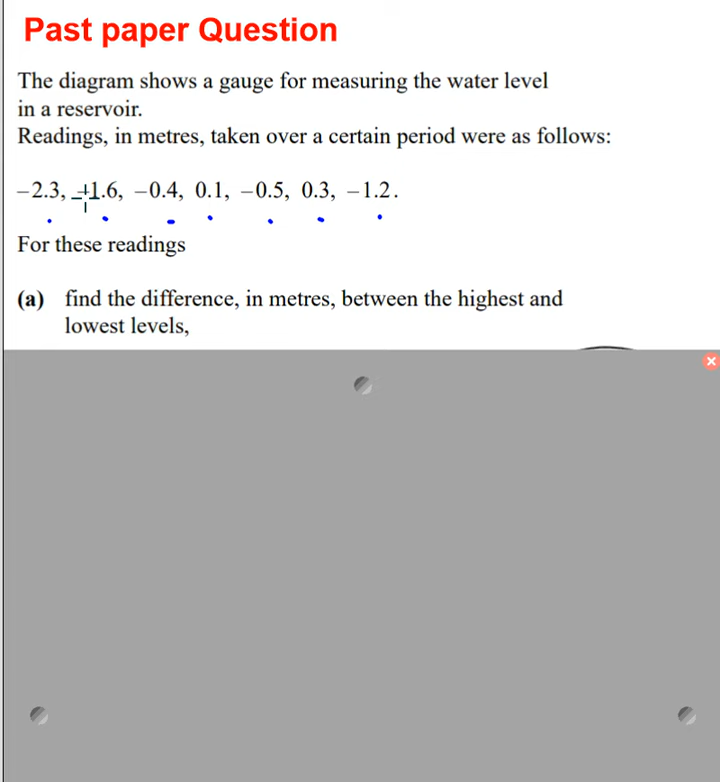 Past paper Question
The diagram shows a gauge for measuring the water level
in a reservoir.
Readings, in metres, taken over a certain period were as follows:
−2.3, −1.6, −0.4, 0.1, −0.5, 0.3, −1.2.
For these readings
(a) find the difference, in metres, between the highest and
lowest levels,